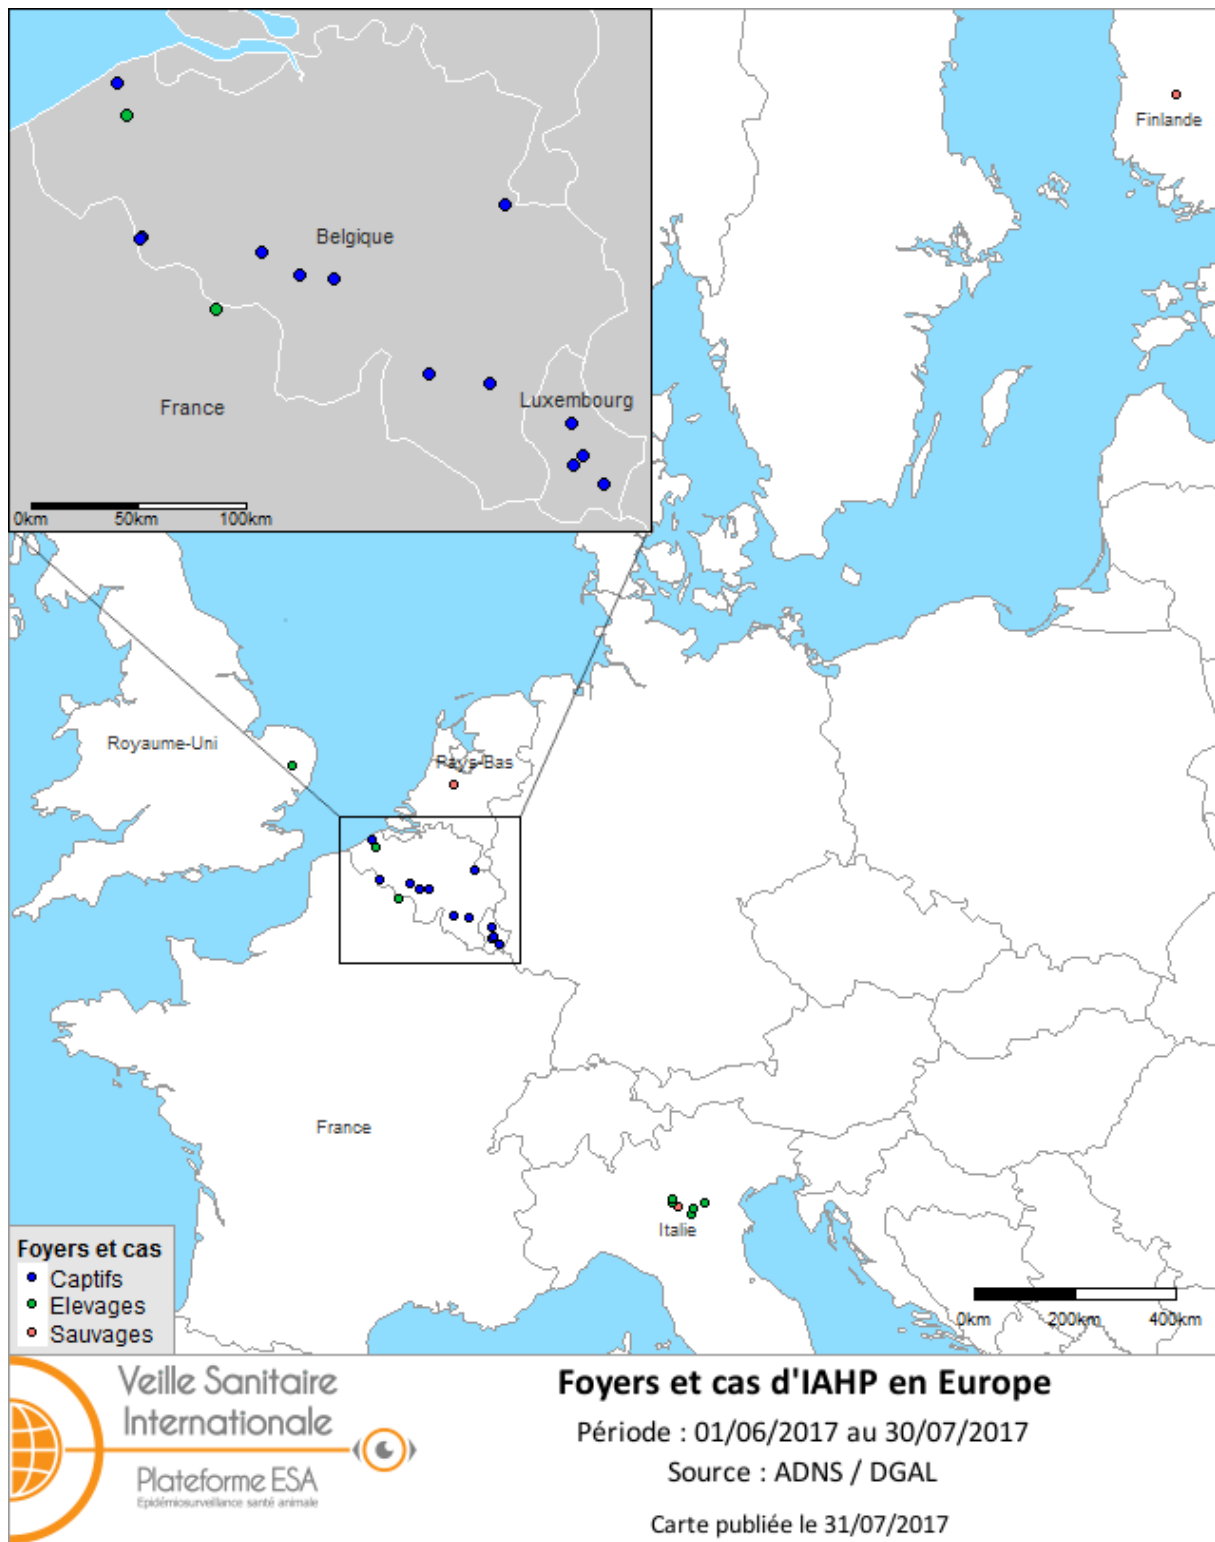 Finlande
Belgique
Luxembourg
France
0km 50km 100km
Royaume-Uni
Pays-Bas
France
Italie
Foyers et cas
Captifs
Elevages
Sauvages
0km 200km 400km
Veille Sanitaire
Internationale
Plateforme ESA
Epidémiosurveillance santé animale
Foyers et cas d'IAHP en Europe
Période : 01/06/2017 au 30/07/2017
Source : ADNS / DGAL
Carte publiée le 31/07/2017